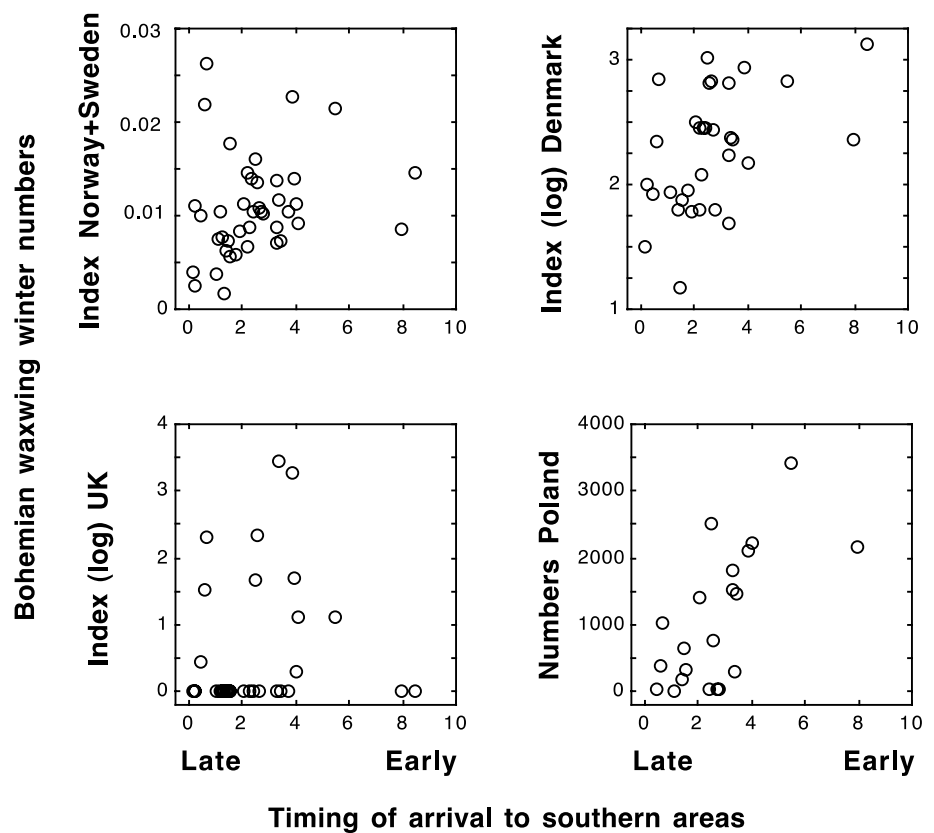 Bohemian waxwing winter numbers
Index Norway+Sweden
0.03
0.02
0.01
0
0 2 4 6 8 10
Index (log) Denmark
3
2
1
0 2 4 6 8 10
Index (log) UK
4
3
2
1
0
0 2 4 6 8 10
Late Early
Numbers Poland
4000
3000
2000
1000
0
0 2 4 6 8 10
Late Early
Timing of arrival to southern areas